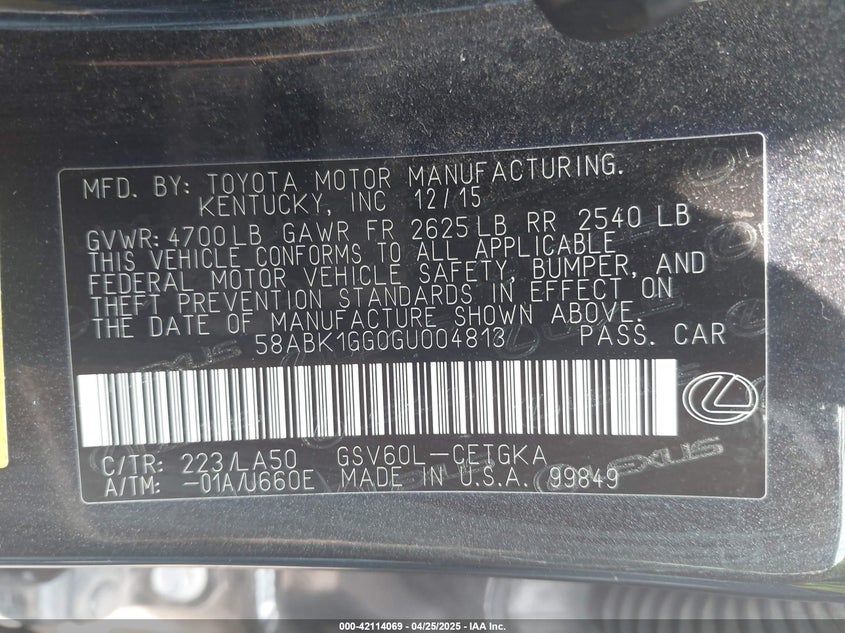 MFD. BY: TOYOTA MOTOR MANUFACTURING.
KENTUCKY, INC 12/15
GVWR: 4700 LB GAWR FR 2625 LB RR 2540 LB
THIS VEHICLE CONFORMS TO ALL APPLICABLE
FEDERAL MOTOR VEHICLE SAFETY, BUMPER, AND
THEFT PREVENTION STANDARDS IN EFFECT ON
THE DATE OF MANUFACTURE SHOWN ABOVE.
58ABK1GG0GU004813 PASS. CAR
C/TR: 223/LA50 GSV60L-CETGKA
A/TM: -01A/U660E MADE IN U.S.A. 99849
LEXUS
000-42114069 - 04/25/2025 - IAA Inc.